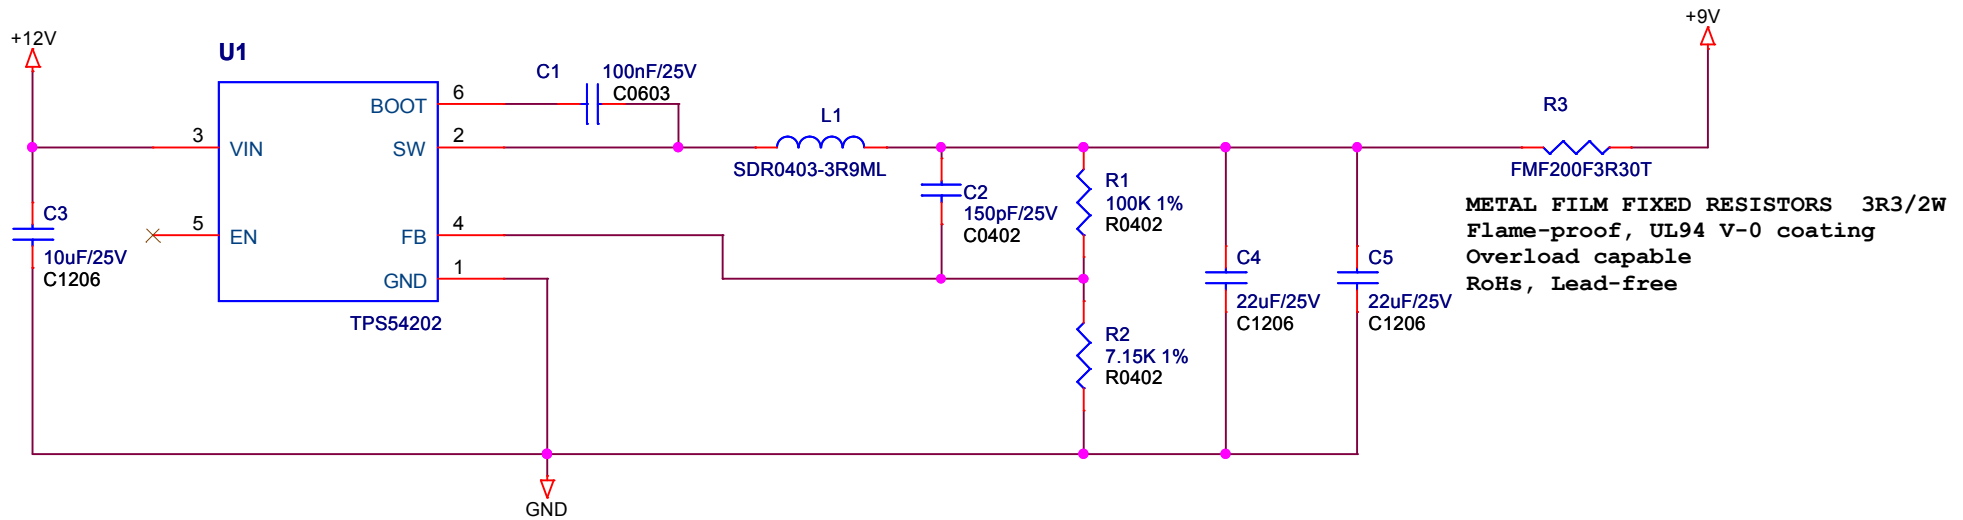 +12V
U1
BOOT
6
C1
100nF/25V
C0603
+9V
3
VIN
SW
2
L1
SDR0403-3R9ML
R3
FMF200F3R30T
METAL FILM FIXED RESISTORS 3R3/2W
Flame-proof, UL94 V-0 coating
Overload capable
RoHs, Lead-free
C3
10uF/25V
C1206
5
EN
FB
4
GND
1
TPS54202
C2
150pF/25V
C0402
R1
100K 1%
R0402
R2
7.15K 1%
R0402
C4
22uF/25V
C1206
C5
22uF/25V
C1206
GND